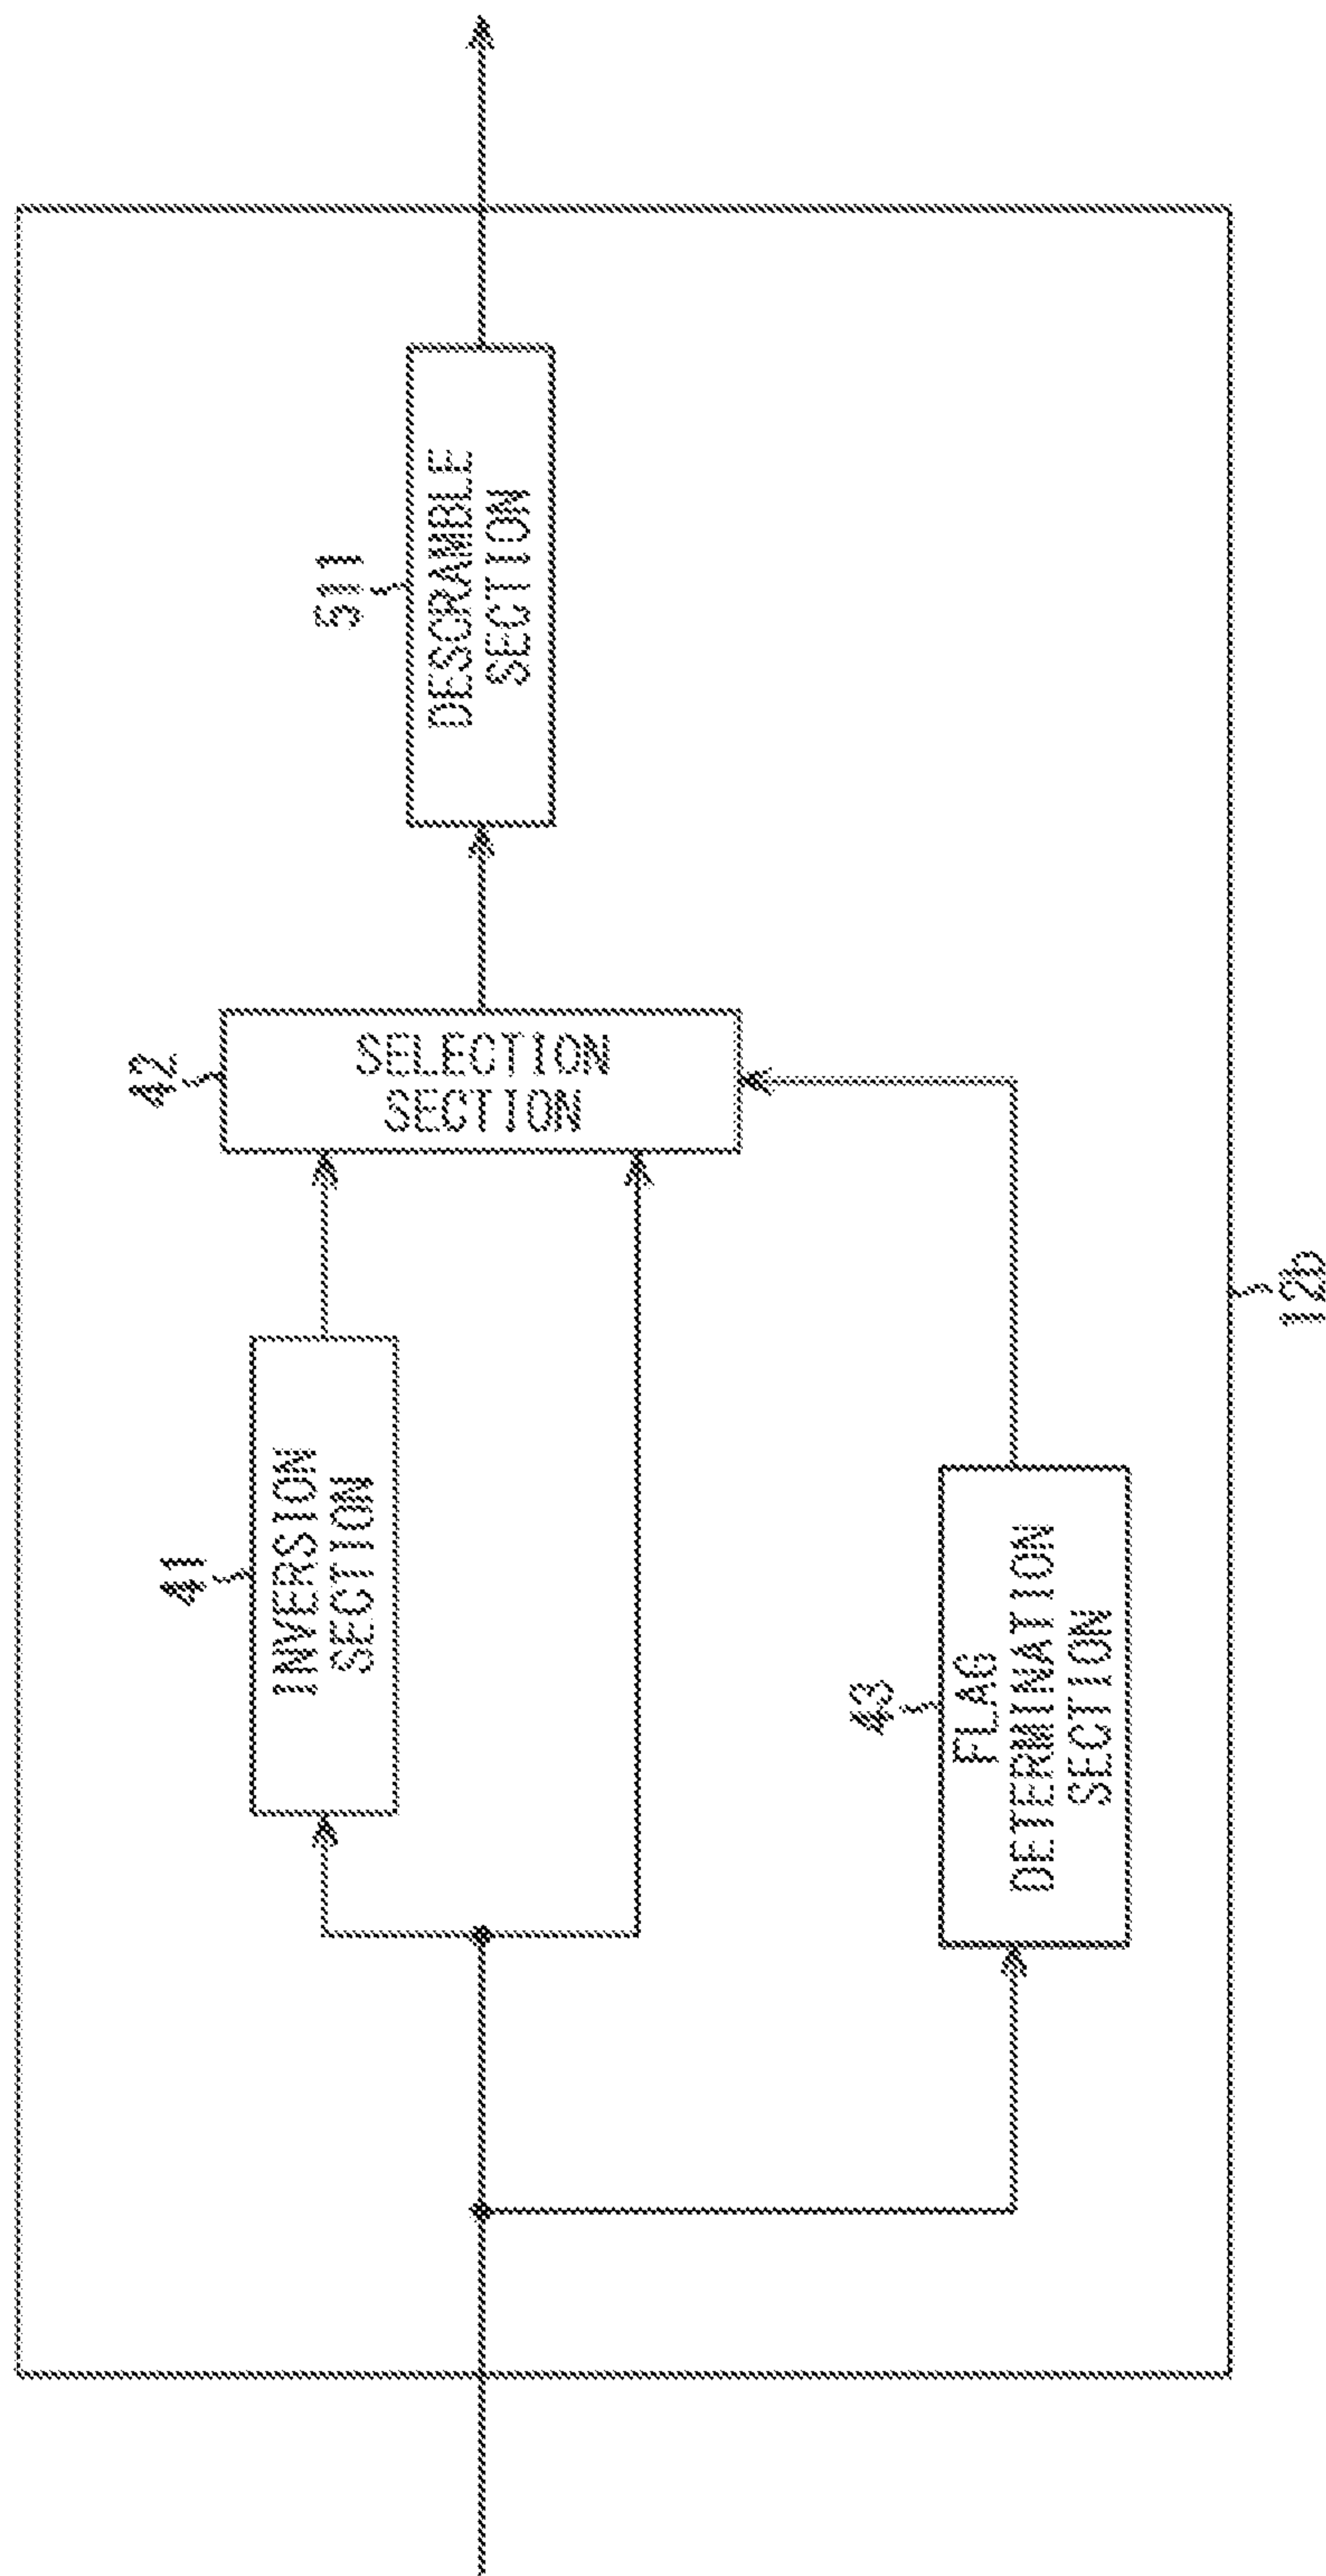 41
INVERSION
SECTION
42
SELECTION
SECTION
511
DESCRAMBLE
SECTION
43
FLAG
DETERMINATION
SECTION
12b